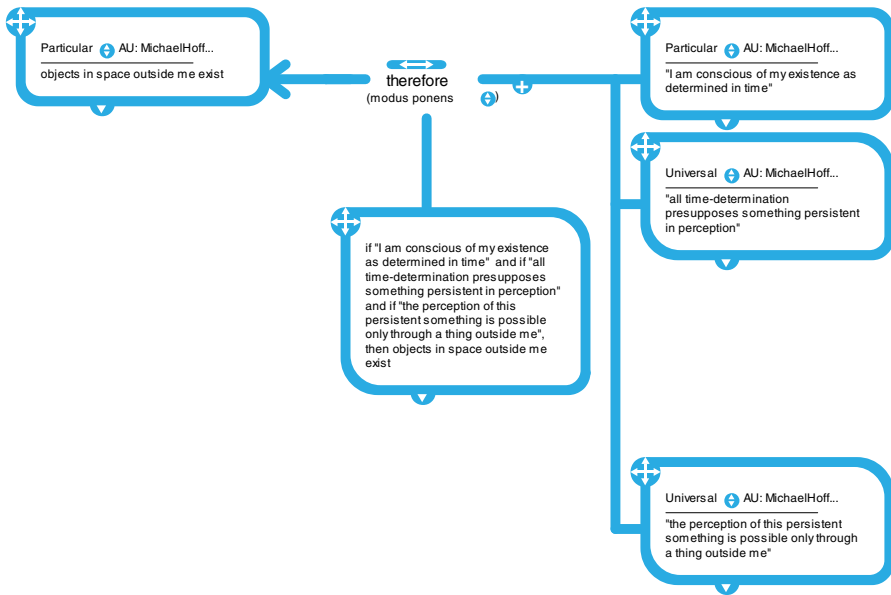 Particular AU: MichaelHoff...
objects in space outside me exist
therefore
(modus ponens )
if "I am conscious of my existence
as determined in time" and if "all
time-determination presupposes
something persistent in perception"
and if "the perception of this
persistent something is possible
only through a thing outside me",
then objects in space outside me
exist
Particular AU: MichaelHoff...
"I am conscious of my existence as
determined in time"
Universal AU: MichaelHoff...
"all time-determination
presupposes something persistent
in perception"
Universal AU: MichaelHoff...
"the perception of this persistent
something is possible only through
a thing outside me"